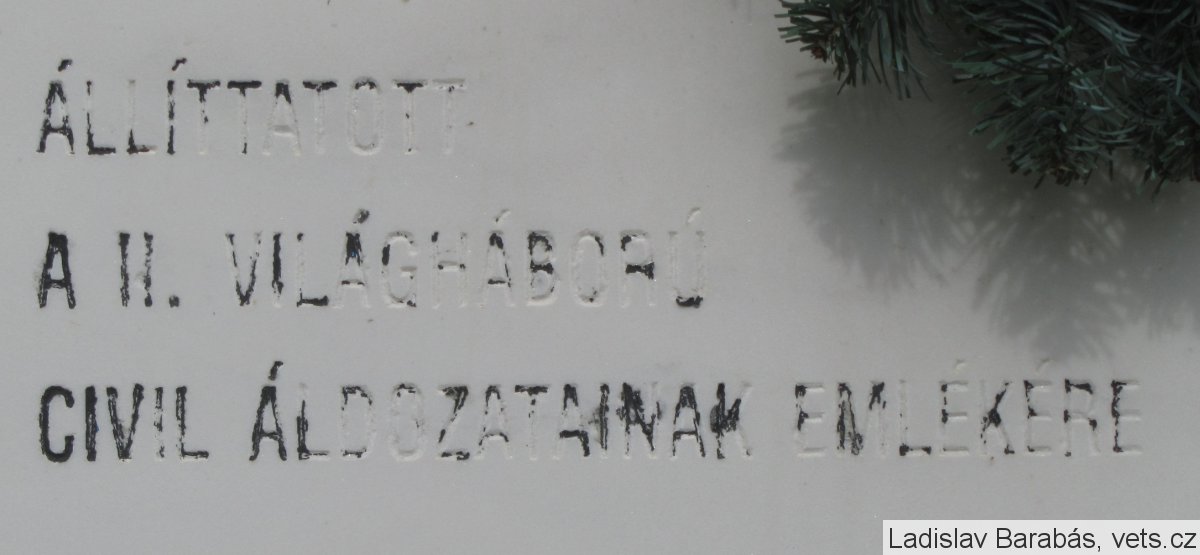 ÁLLÍTTATOTT
A II. VILÁGHÁBORÚ
CIVIL ÁLDOZATAINAK EMLÉKÉRE
Ladislav Barabás, vets.cz